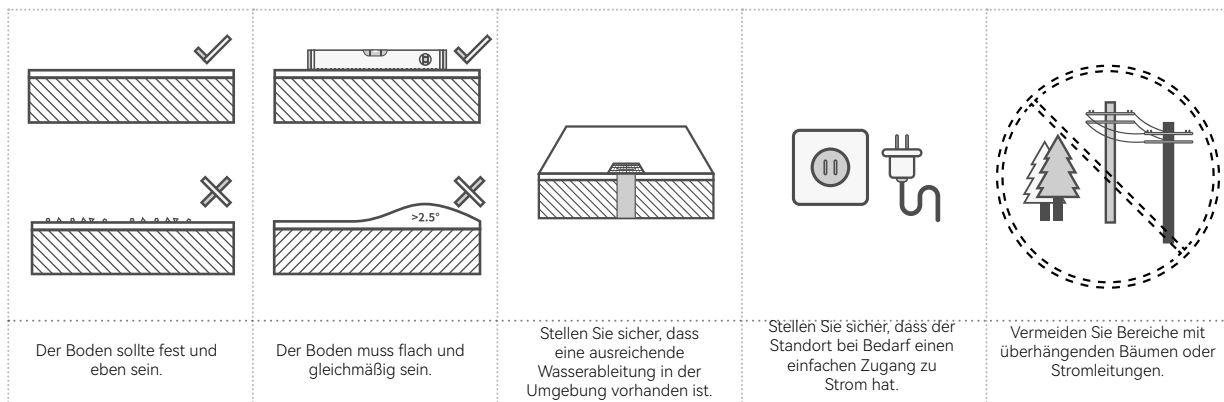 >2.5°
Der Boden sollte fest und
eben sein.
Der Boden muss flach und
gleichmäßig sein.
Stellen Sie sicher, dass
eine ausreichende
Wasserableitung in der
Umgebung vorhanden ist.
Stellen Sie sicher, dass der
Standort bei Bedarf einen
einfachen Zugang zu
Strom hat.
Vermeiden Sie Bereiche mit
überhängenden Bäumen oder
Stromleitungen.